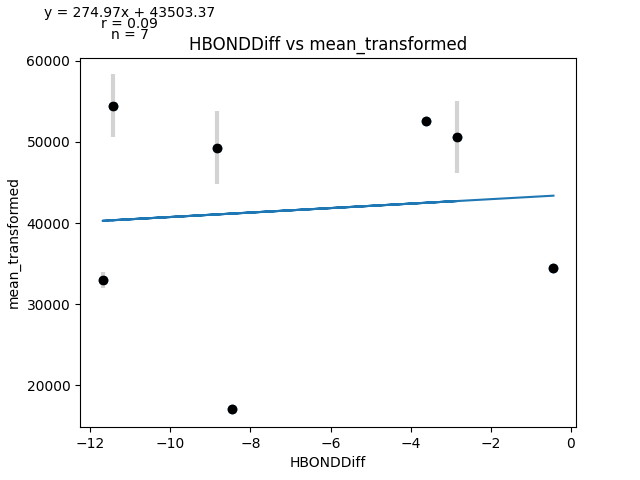 y = 274.97x + 43503.37
r = 0.09
n = 7
HBONDDiff vs mean_transformed
60000
50000
40000
30000
20000
mean_transformed
−12
−10
−8
−6
−4
−2
0
HBONDDiff